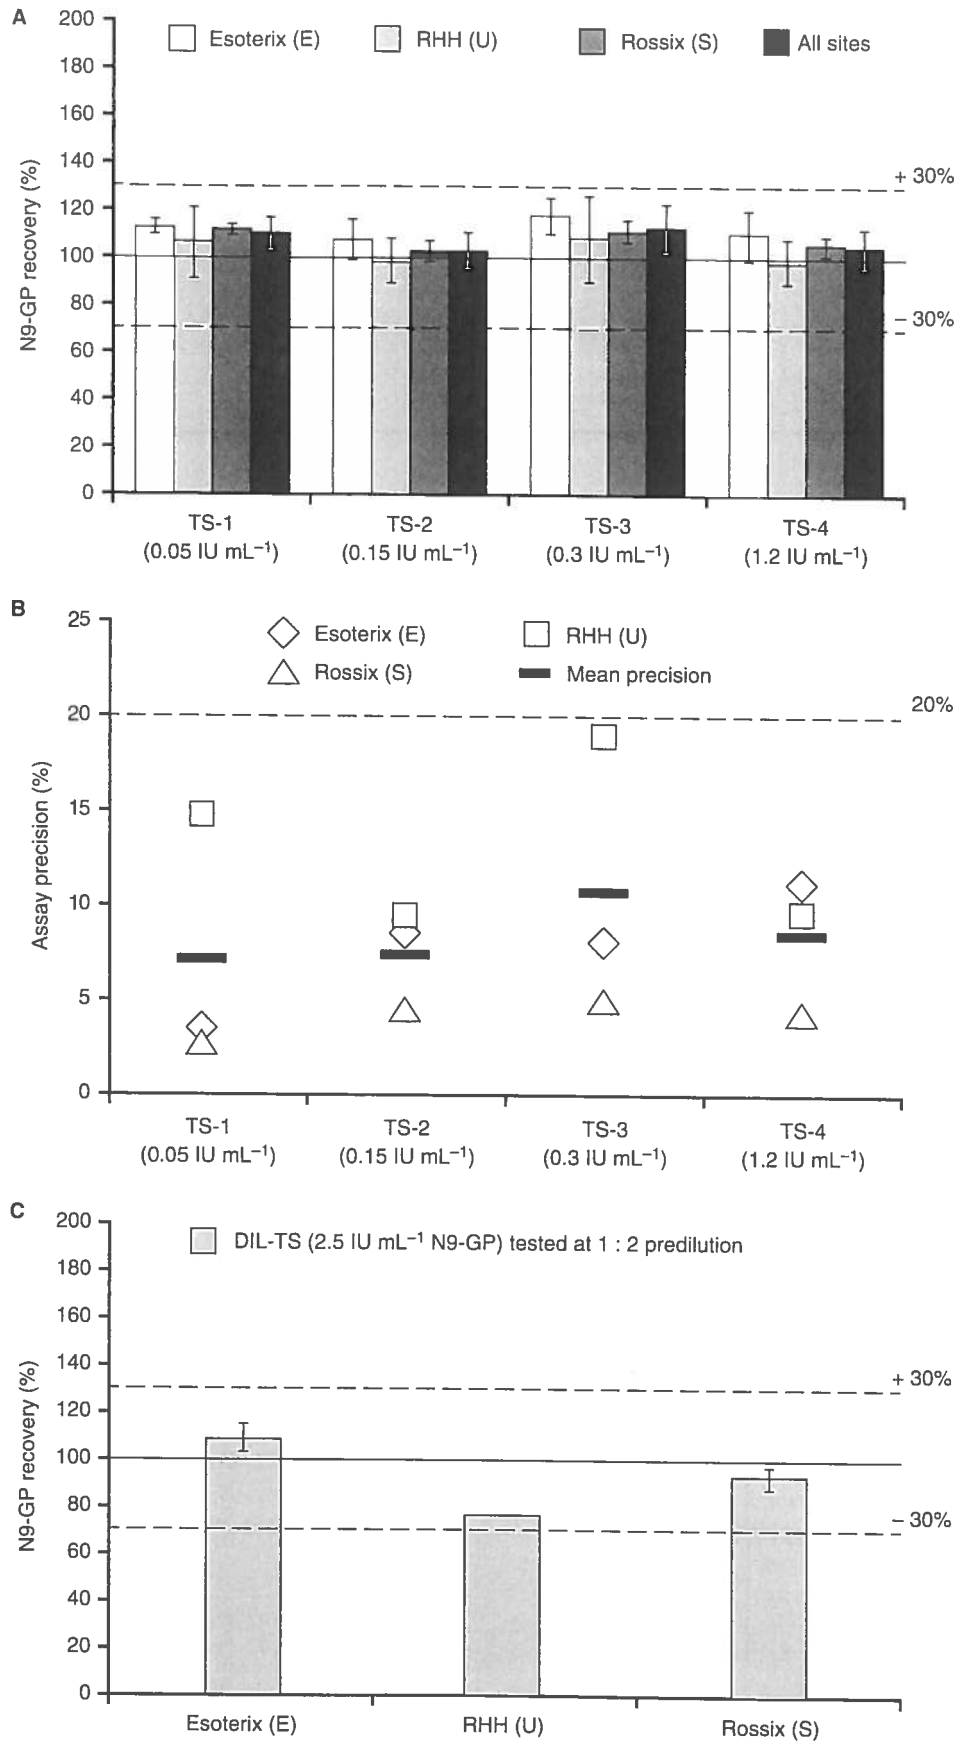 A
200
180
160
140
120
100
80
60
40
20
0
N9-GP recovery (%)
Esoterix (E)
RHH (U)
Rossix (S)
All sites
+ 30%
– 30%
TS-1
(0.05 IU mL–1)
TS-2
(0.15 IU mL–1)
TS-3
(0.3 IU mL–1)
TS-4
(1.2 IU mL–1)
B
25
20
15
10
5
0
Assay precision (%)
Esoterix (E)
RHH (U)
Rossix (S)
Mean precision
20%
TS-1
(0.05 IU mL–1)
TS-2
(0.15 IU mL–1)
TS-3
(0.3 IU mL–1)
TS-4
(1.2 IU mL–1)
C
200
180
160
140
120
100
80
60
40
20
0
N9-GP recovery (%)
DIL-TS (2.5 IU mL–1 N9-GP) tested at 1 : 2 predilution
+ 30%
– 30%
Esoterix (E)
RHH (U)
Rossix (S)